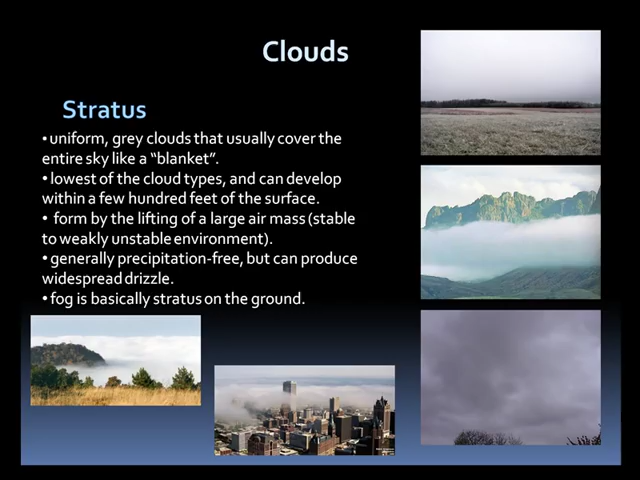 Clouds
Stratus
• uniform, grey clouds that usually cover the
entire sky like a “blanket”.
• lowest of the cloud types, and can develop
within a few hundred feet of the surface.
• form by the lifting of a large air mass (stable
to weakly unstable environment).
• generally precipitation-free, but can produce
widespread drizzle.
• fog is basically stratus on the ground.